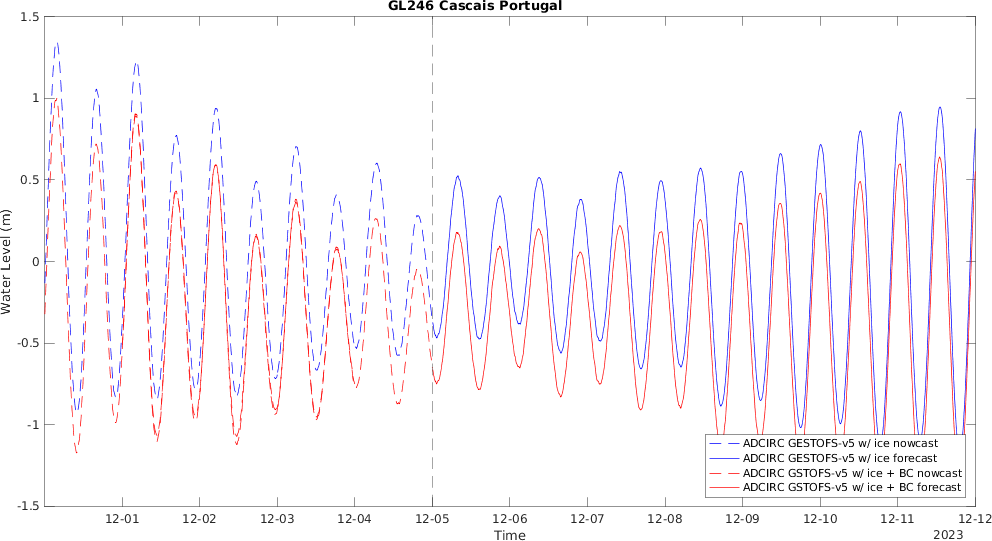 GL246 Cascais Portugal
1.5
1
0.5
0
-0.5
-1
-1.5
Water Level (m)
ADCIRC GESTOFS-v5 w/ ice nowcast
ADCIRC GESTOFS-v5 w/ ice forecast
ADCIRC GSTOFS-v5 w/ ice + BC nowcast
ADCIRC GSTOFS-v5 w/ ice + BC forecast
12-01 12-02 12-03 12-04 12-05 12-06 12-07 12-08 12-09 12-10 12-11 12-12
Time
2023